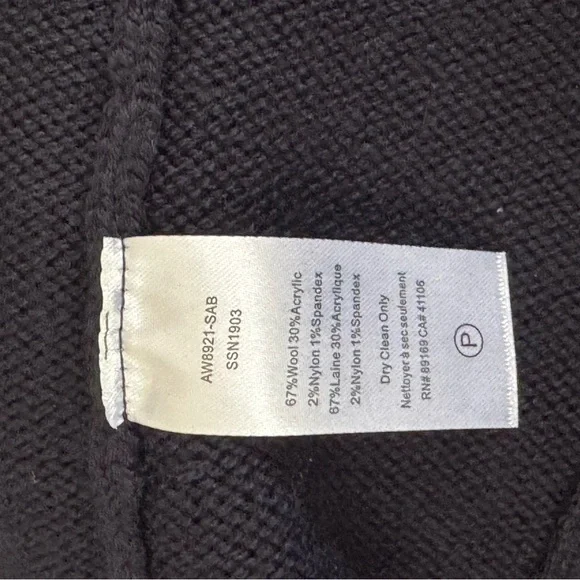 AW8921-SAB
SSN1903
67%Wool 30%Acrylic
2%Nylon 1%Spandex
67%Laine 30%Acrylique
2%Nylon 1%Spandex
Dry Clean Only
Nettoyer à sec seulement
RN# 89169 CA# 41106
P